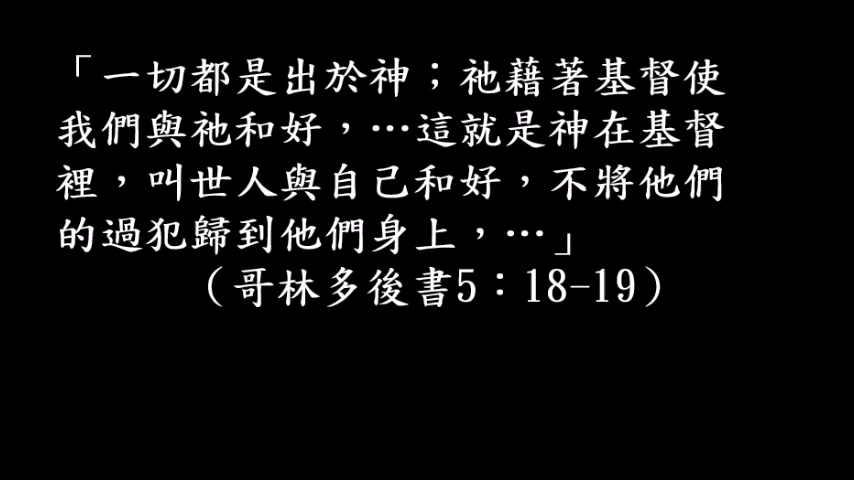 「一切都是出於神；祂藉著基督使
我們與祂和好，…這就是神在基督
裡，叫世人與自己和好，不將他們
的過犯歸到他們身上，…」
（哥林多後書5：18-19）